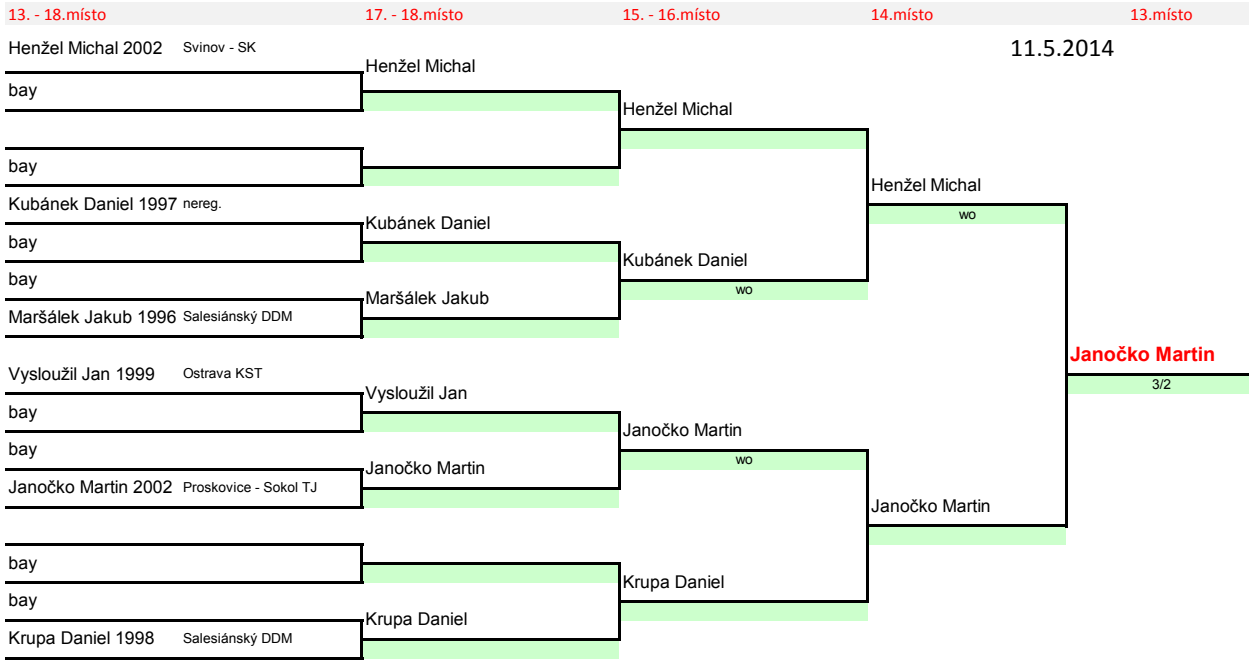 13. - 18.místo 17. - 18.místo 15. - 16.místo 14.místo 13.místo
Henžel Michal 2002 Svinov - SK
11.5.2014
Henžel Michal
bay
Henžel Michal
bay
Henžel Michal
Kubánek Daniel 1997 nereg.
wo
Kubánek Daniel
bay
Kubánek Daniel
bay
wo
Maršálek Jakub
Maršálek Jakub 1996 Salesiánský DDM
Janočko Martin
Vysloužil Jan 1999 Ostrava KST
3/2
Vysloužil Jan
bay
Janočko Martin
bay
wo
Janočko Martin
Janočko Martin 2002 Proskovice - Sokol TJ
Janočko Martin
bay
Krupa Daniel
bay
Krupa Daniel
Krupa Daniel 1998 Salesiánský DDM